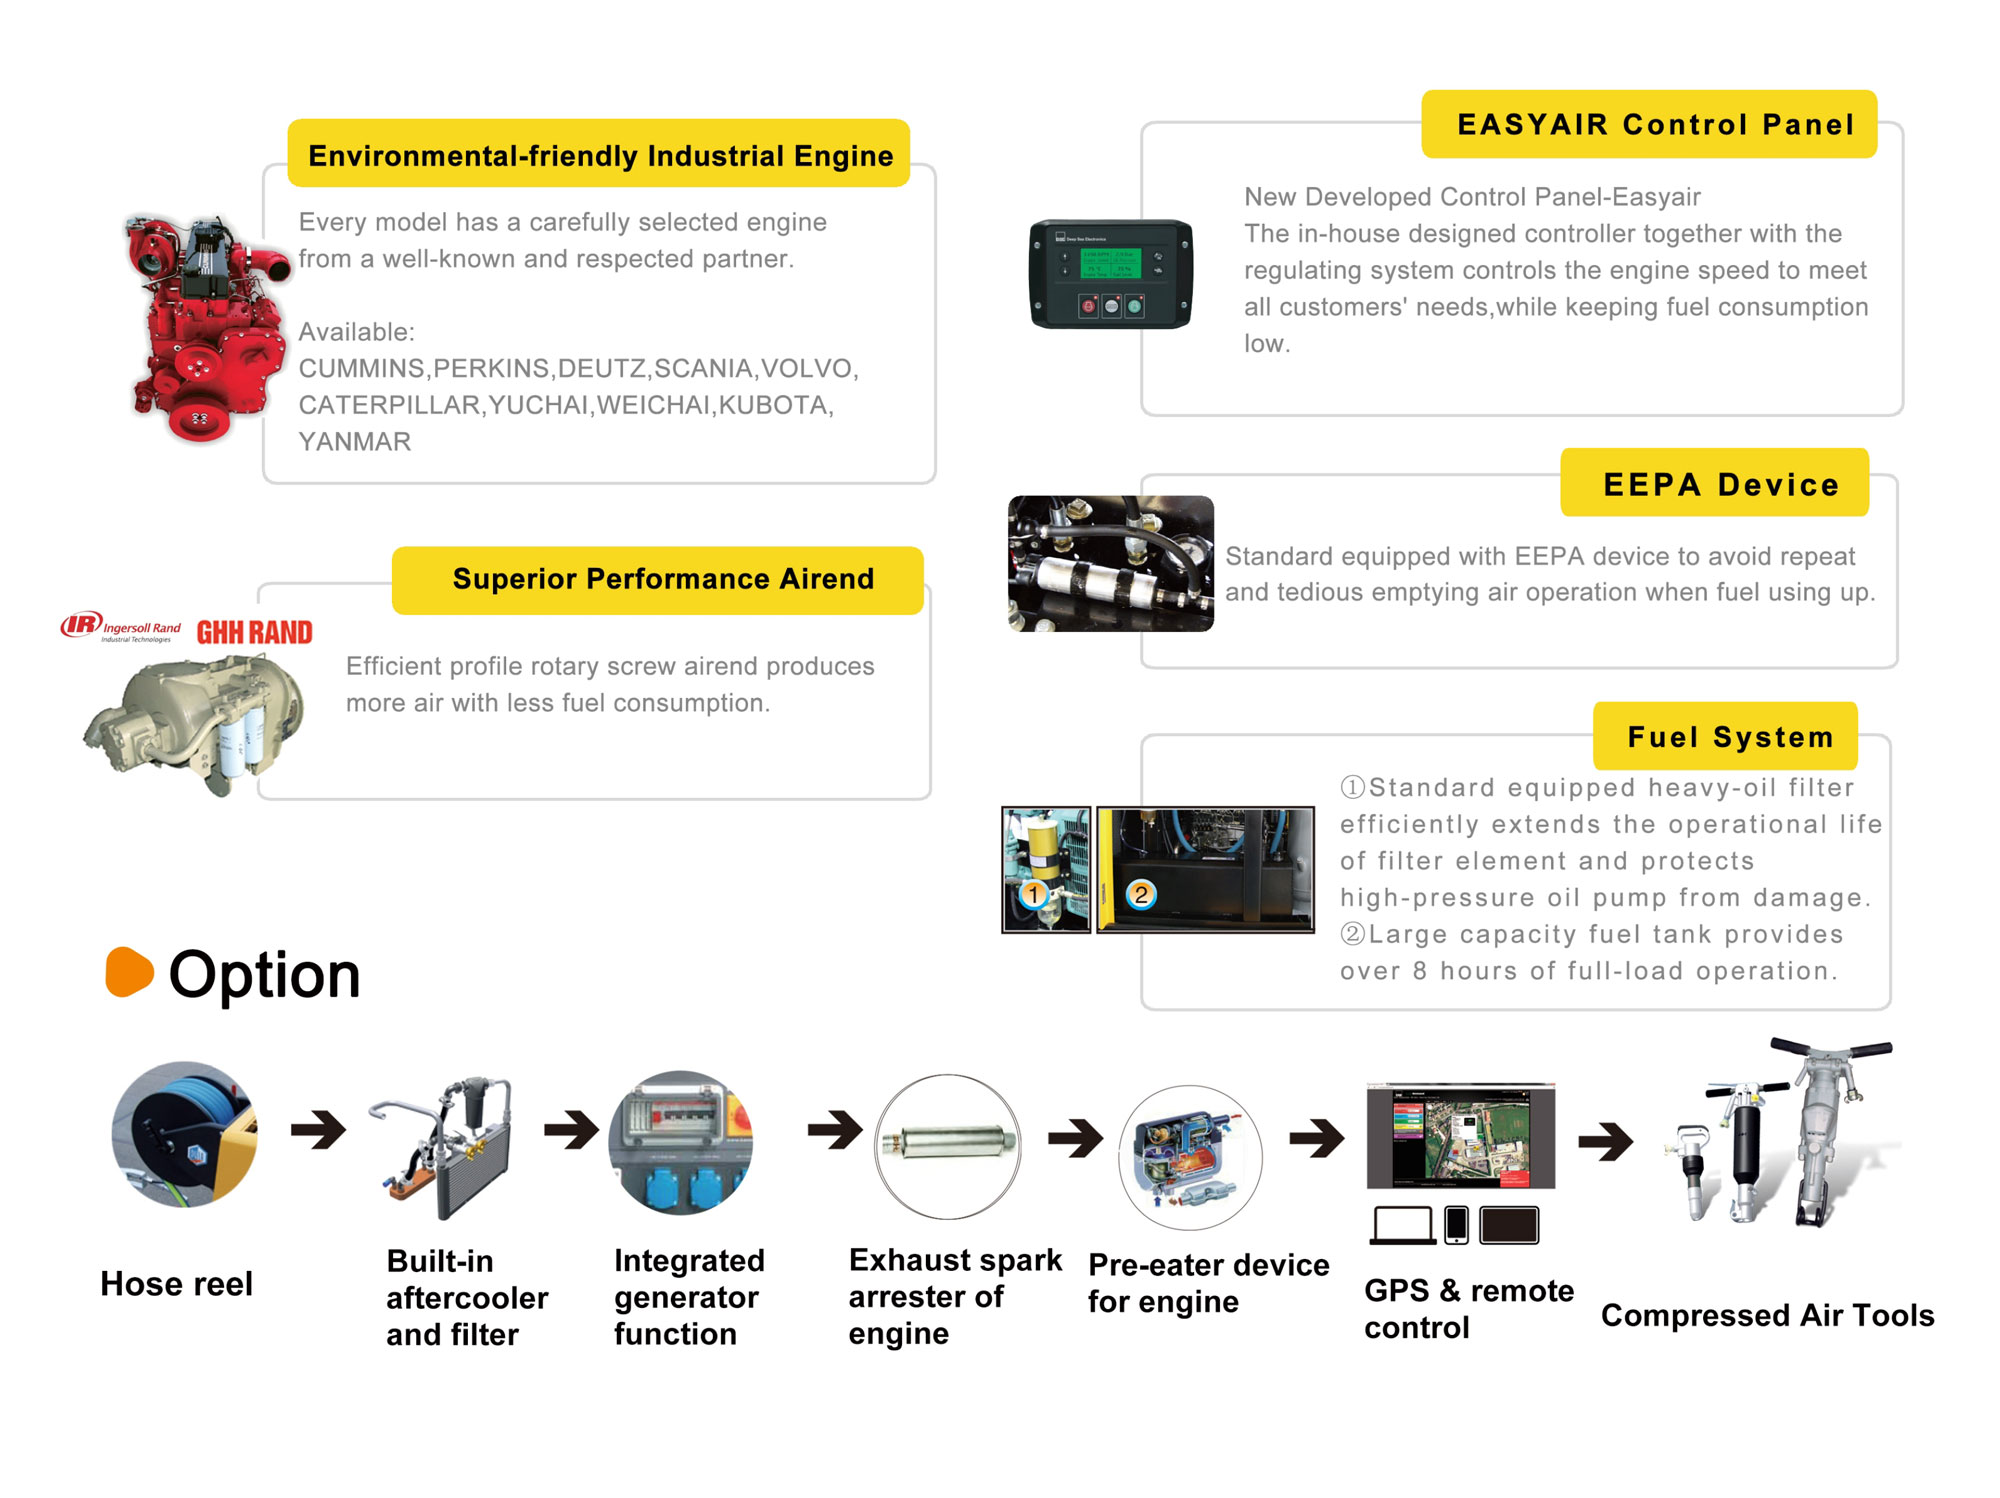 Environmental-friendly Industrial Engine
Every model has a carefully selected engine
from a well-known and respected partner.
Available:
CUMMINS,PERKINS,DEUTZ,SCANIA,VOLVO,
CATERPILLAR,YUCHAI,WEICHAI,KUBOTA,
YANMAR
Superior Performance Airend
IR Ingersoll Rand
Industrial Technologies
GHH RAND
Efficient profile rotary screw airend produces
more air with less fuel consumption.
EASYAIR Control Panel
New Developed Control Panel-Easyair
The in-house designed controller together with the
regulating system controls the engine speed to meet
all customers' needs,while keeping fuel consumption
low.
Deep Sea Electronics
EEPA Device
Standard equipped with EEPA device to avoid repeat
and tedious emptying air operation when fuel using up.
Fuel System
①Standard equipped heavy-oil filter
efficiently extends the operational life
of filter element and protects
high-pressure oil pump from damage.
②Large capacity fuel tank provides
over 8 hours of full-load operation.
1
2
Option
Hose reel
Built-in
aftercooler
and filter
Integrated
generator
function
Exhaust spark
arrester of
engine
Pre-eater device
for engine
GPS & remote
control
Compressed Air Tools